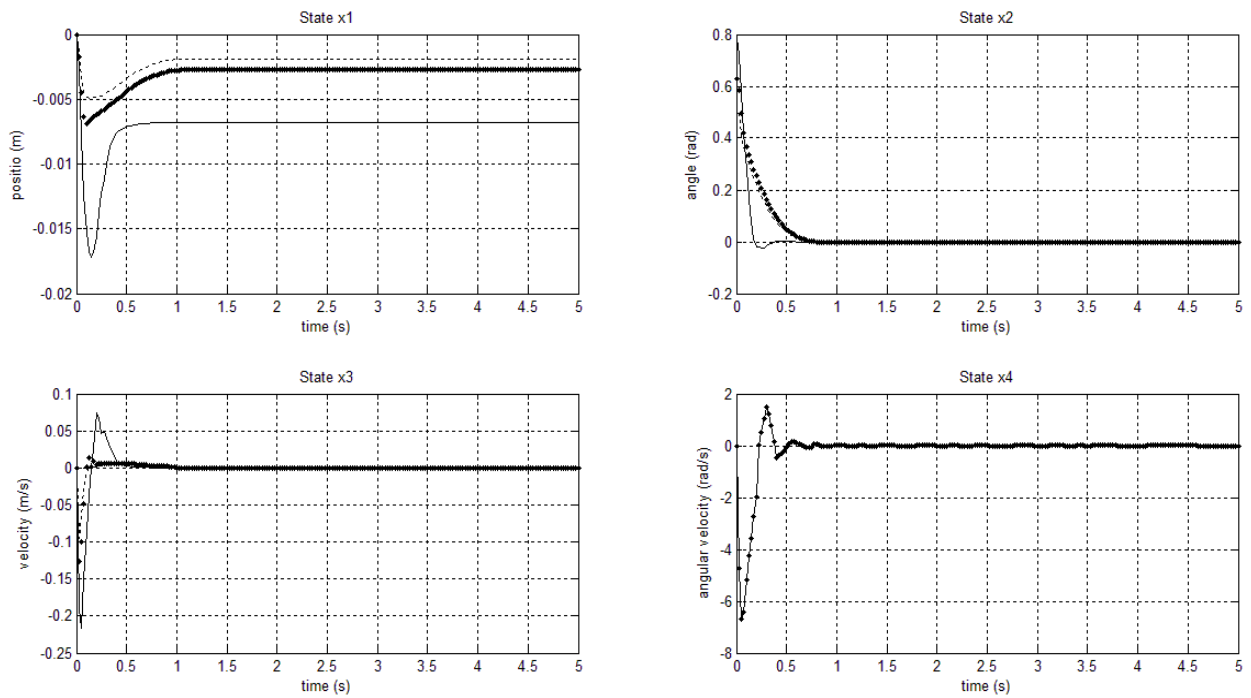 State x1
0
-0.005
-0.01
-0.015
-0.02
positio (m)
0 0.5 1 1.5 2 2.5 3 3.5 4 4.5 5
time (s)
State x2
0.8
0.6
0.4
0.2
0
-0.2
angle (rad)
0 0.5 1 1.5 2 2.5 3 3.5 4 4.5 5
time (s)
State x3
0.1
0.05
0
-0.05
-0.1
-0.15
-0.2
-0.25
velocity (m/s)
0 0.5 1 1.5 2 2.5 3 3.5 4 4.5 5
time (s)
State x4
2
0
-2
-4
-6
-8
angular velocity (rad/s)
0 0.5 1 1.5 2 2.5 3 3.5 4 4.5 5
time (s)